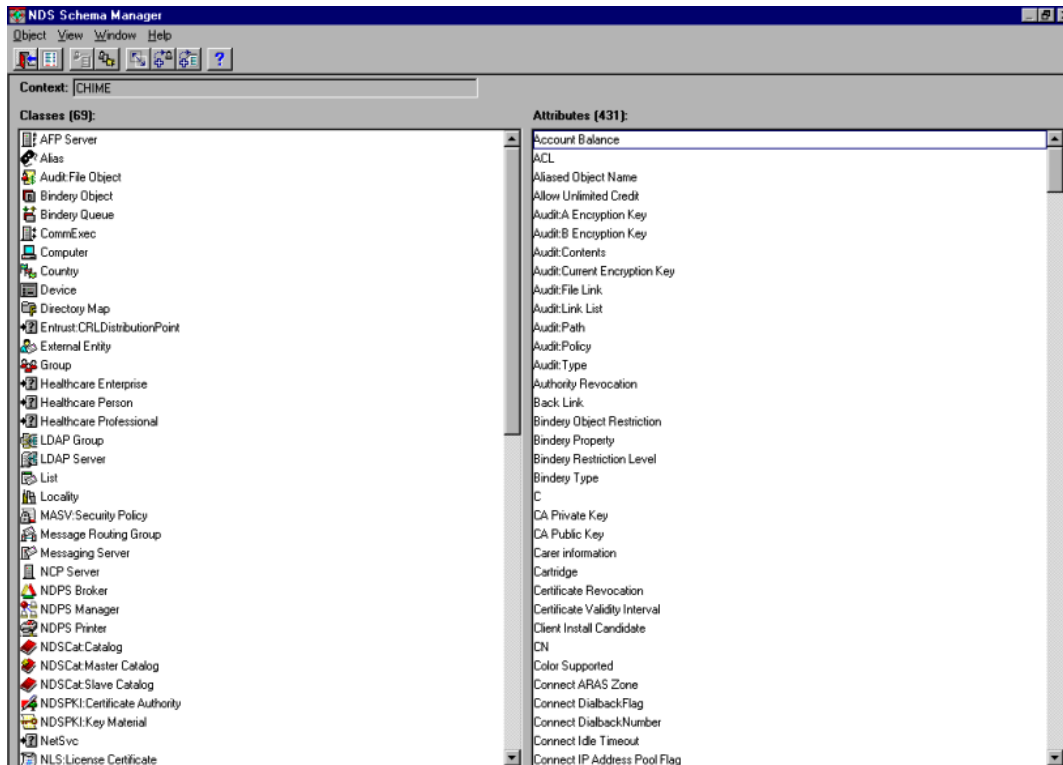 NDS Schema Manager
Object View Window Help
?
Context: CHIME
Classes (69):
AFP Server
Alias
Audit:File Object
Bindery Object
Bindery Queue
CommExec
Computer
Country
Device
Directory Map
Entrust:CRLDistributionPoint
External Entity
Group
Healthcare Enterprise
Healthcare Person
Healthcare Professional
LDAP Group
LDAP Server
List
Locality
MASV:Security Policy
Message Routing Group
Messaging Server
NCP Server
NDPS Broker
NDPS Manager
NDPS Printer
NDSCat:Catalog
NDSCat:Master Catalog
NDSCat:Slave Catalog
NDSPKI:Certificate Authority
NDSPKI:Key Material
NetSvc
NLS:License Certificate
Attributes (431):
Account Balance
ACL
Aliased Object Name
Allow Unlimited Credit
Audit:A Encryption Key
Audit:B Encryption Key
Audit:Contents
Audit:Current Encryption Key
Audit:File Link
Audit:Link List
Audit:Path
Audit:Policy
Audit:Type
Authority Revocation
Back Link
Bindery Object Restriction
Bindery Property
Bindery Restriction Level
Bindery Type
C
CA Private Key
CA Public Key
Carer information
Cartridge
Certificate Revocation
Certificate Validity Interval
Client Install Candidate
CN
Color Supported
Connect ARAS Zone
Connect DialbackFlag
Connect DialbackNumber
Connect Idle Timeout
Connect IP Address Pool Flag